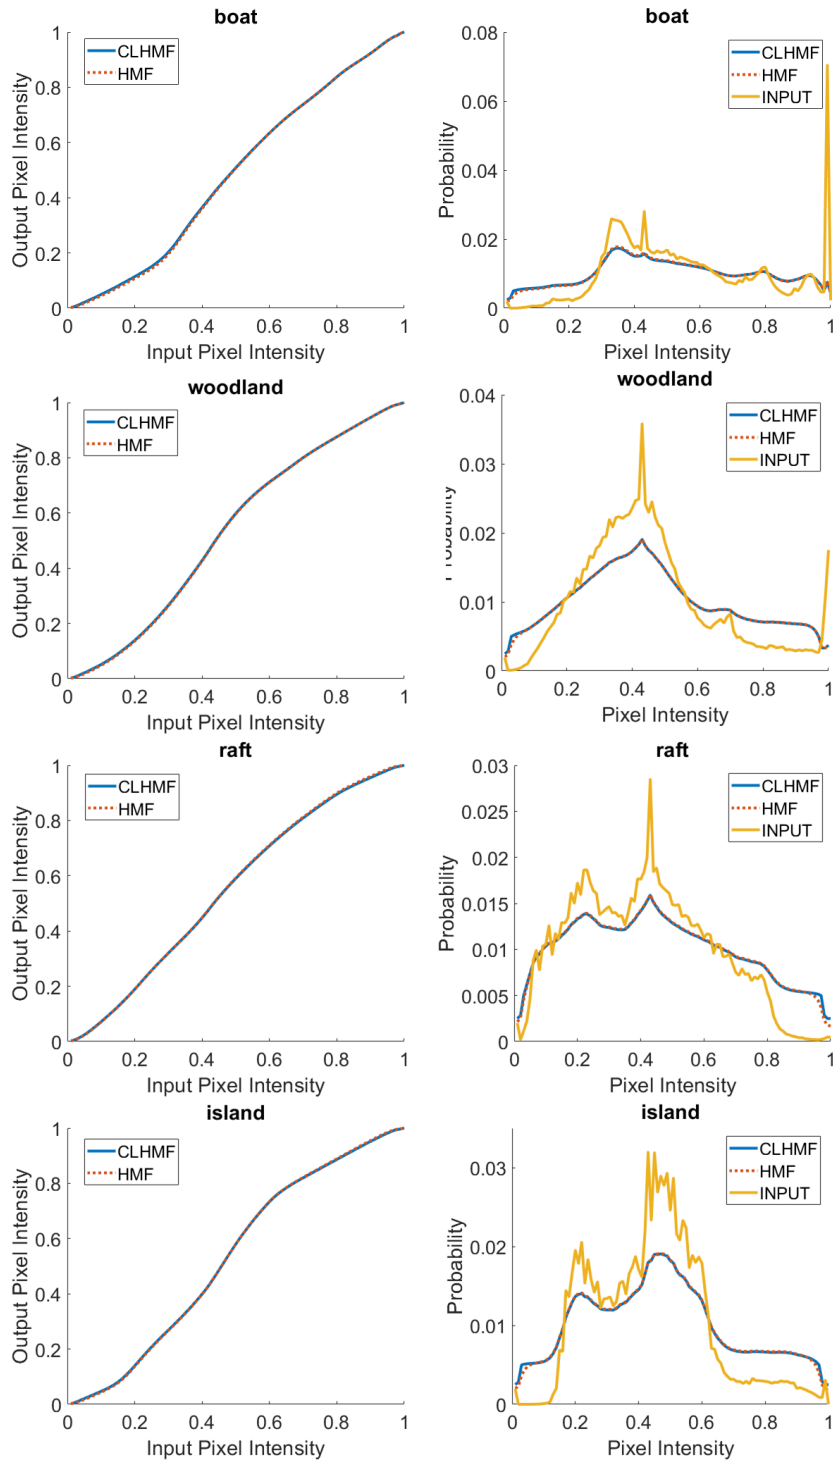 boat
1
0.8
0.6
0.4
0.2
0
Output Pixel Intensity
CLHMF
HMF
0 0.2 0.4 0.6 0.8 1
Input Pixel Intensity
boat
0.08
0.06
0.04
0.02
0
Probability
CLHMF
HMF
INPUT
0 0.2 0.4 0.6 0.8 1
Pixel Intensity
woodland
1
0.8
0.6
0.4
0.2
0
Output Pixel Intensity
CLHMF
HMF
0 0.2 0.4 0.6 0.8 1
Input Pixel Intensity
woodland
0.04
0.03
0.02
0.01
0
Probability
CLHMF
HMF
INPUT
0 0.2 0.4 0.6 0.8 1
Pixel Intensity
raft
1
0.8
0.6
0.4
0.2
0
Output Pixel Intensity
CLHMF
HMF
0 0.2 0.4 0.6 0.8 1
Input Pixel Intensity
raft
0.03
0.025
0.02
0.015
0.01
0.005
0
Probability
CLHMF
HMF
INPUT
0 0.2 0.4 0.6 0.8 1
Pixel Intensity
island
1
0.8
0.6
0.4
0.2
0
Output Pixel Intensity
CLHMF
HMF
0 0.2 0.4 0.6 0.8 1
Input Pixel Intensity
island
0.03
0.02
0.01
0
Probability
CLHMF
HMF
INPUT
0 0.2 0.4 0.6 0.8 1
Pixel Intensity